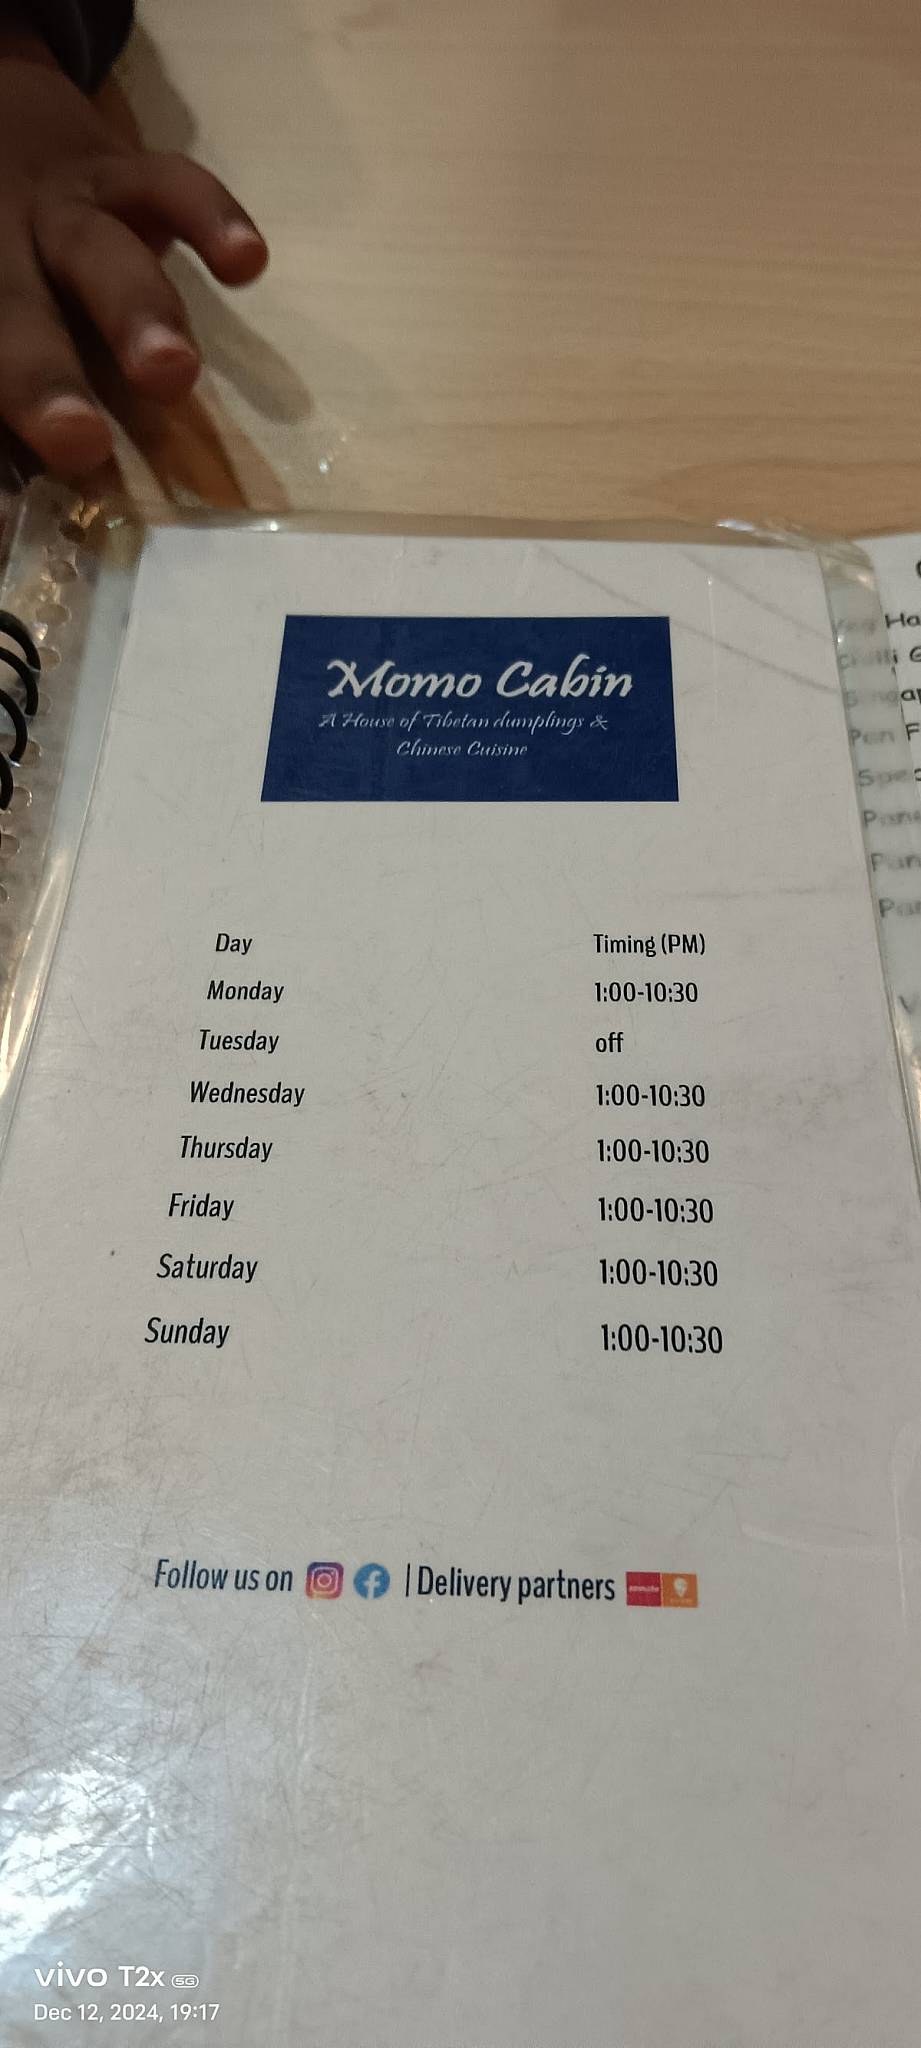 Momo Cabin
A House of Tibetan dumplings &
Chinese Cuisine
Day Timing (PM)
Monday 1:00-10:30
Tuesday off
Wednesday 1:00-10:30
Thursday 1:00-10:30
Friday 1:00-10:30
Saturday 1:00-10:30
Sunday 1:00-10:30
Follow us on | Delivery partners
vivo T2x 5G
Dec 12, 2024, 19:17